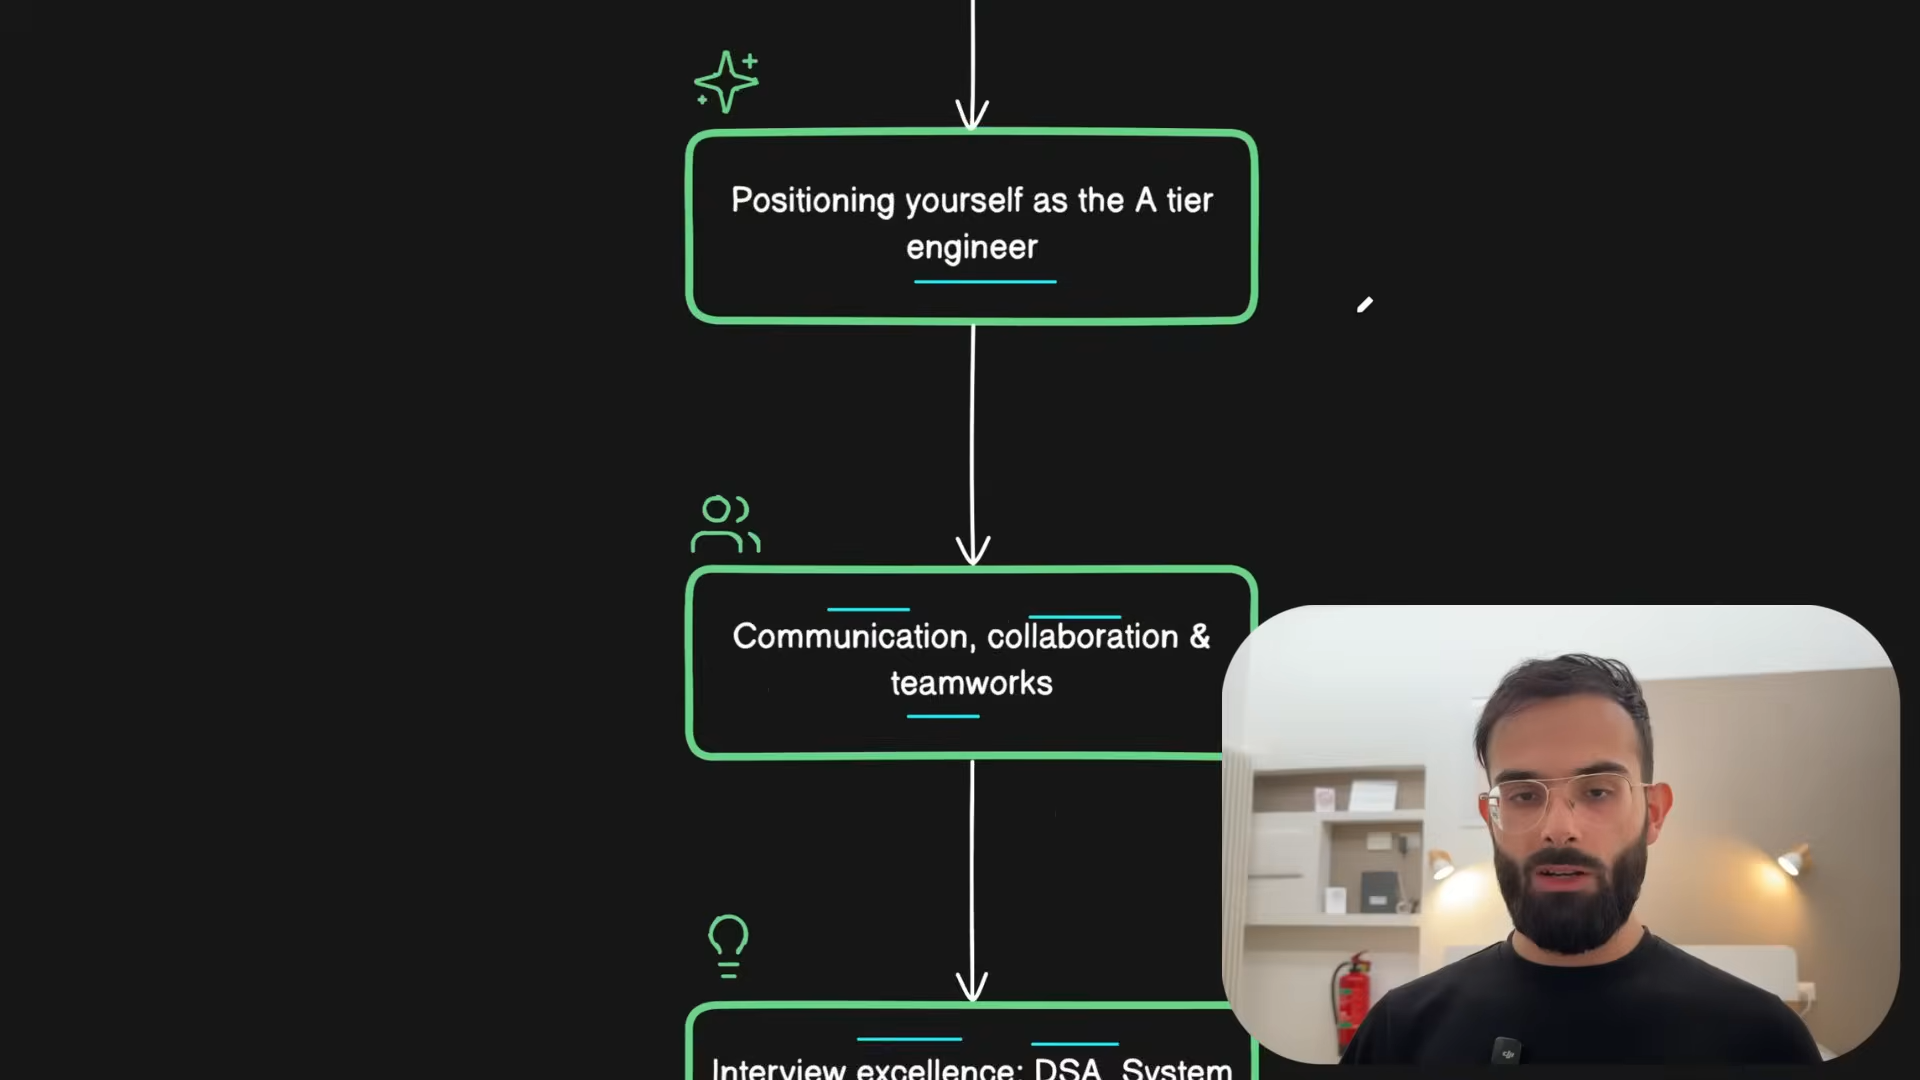 Positioning yourself as the A tier
engineer
Communication, collaboration &
teamworks
Interview excellence: DSA, System